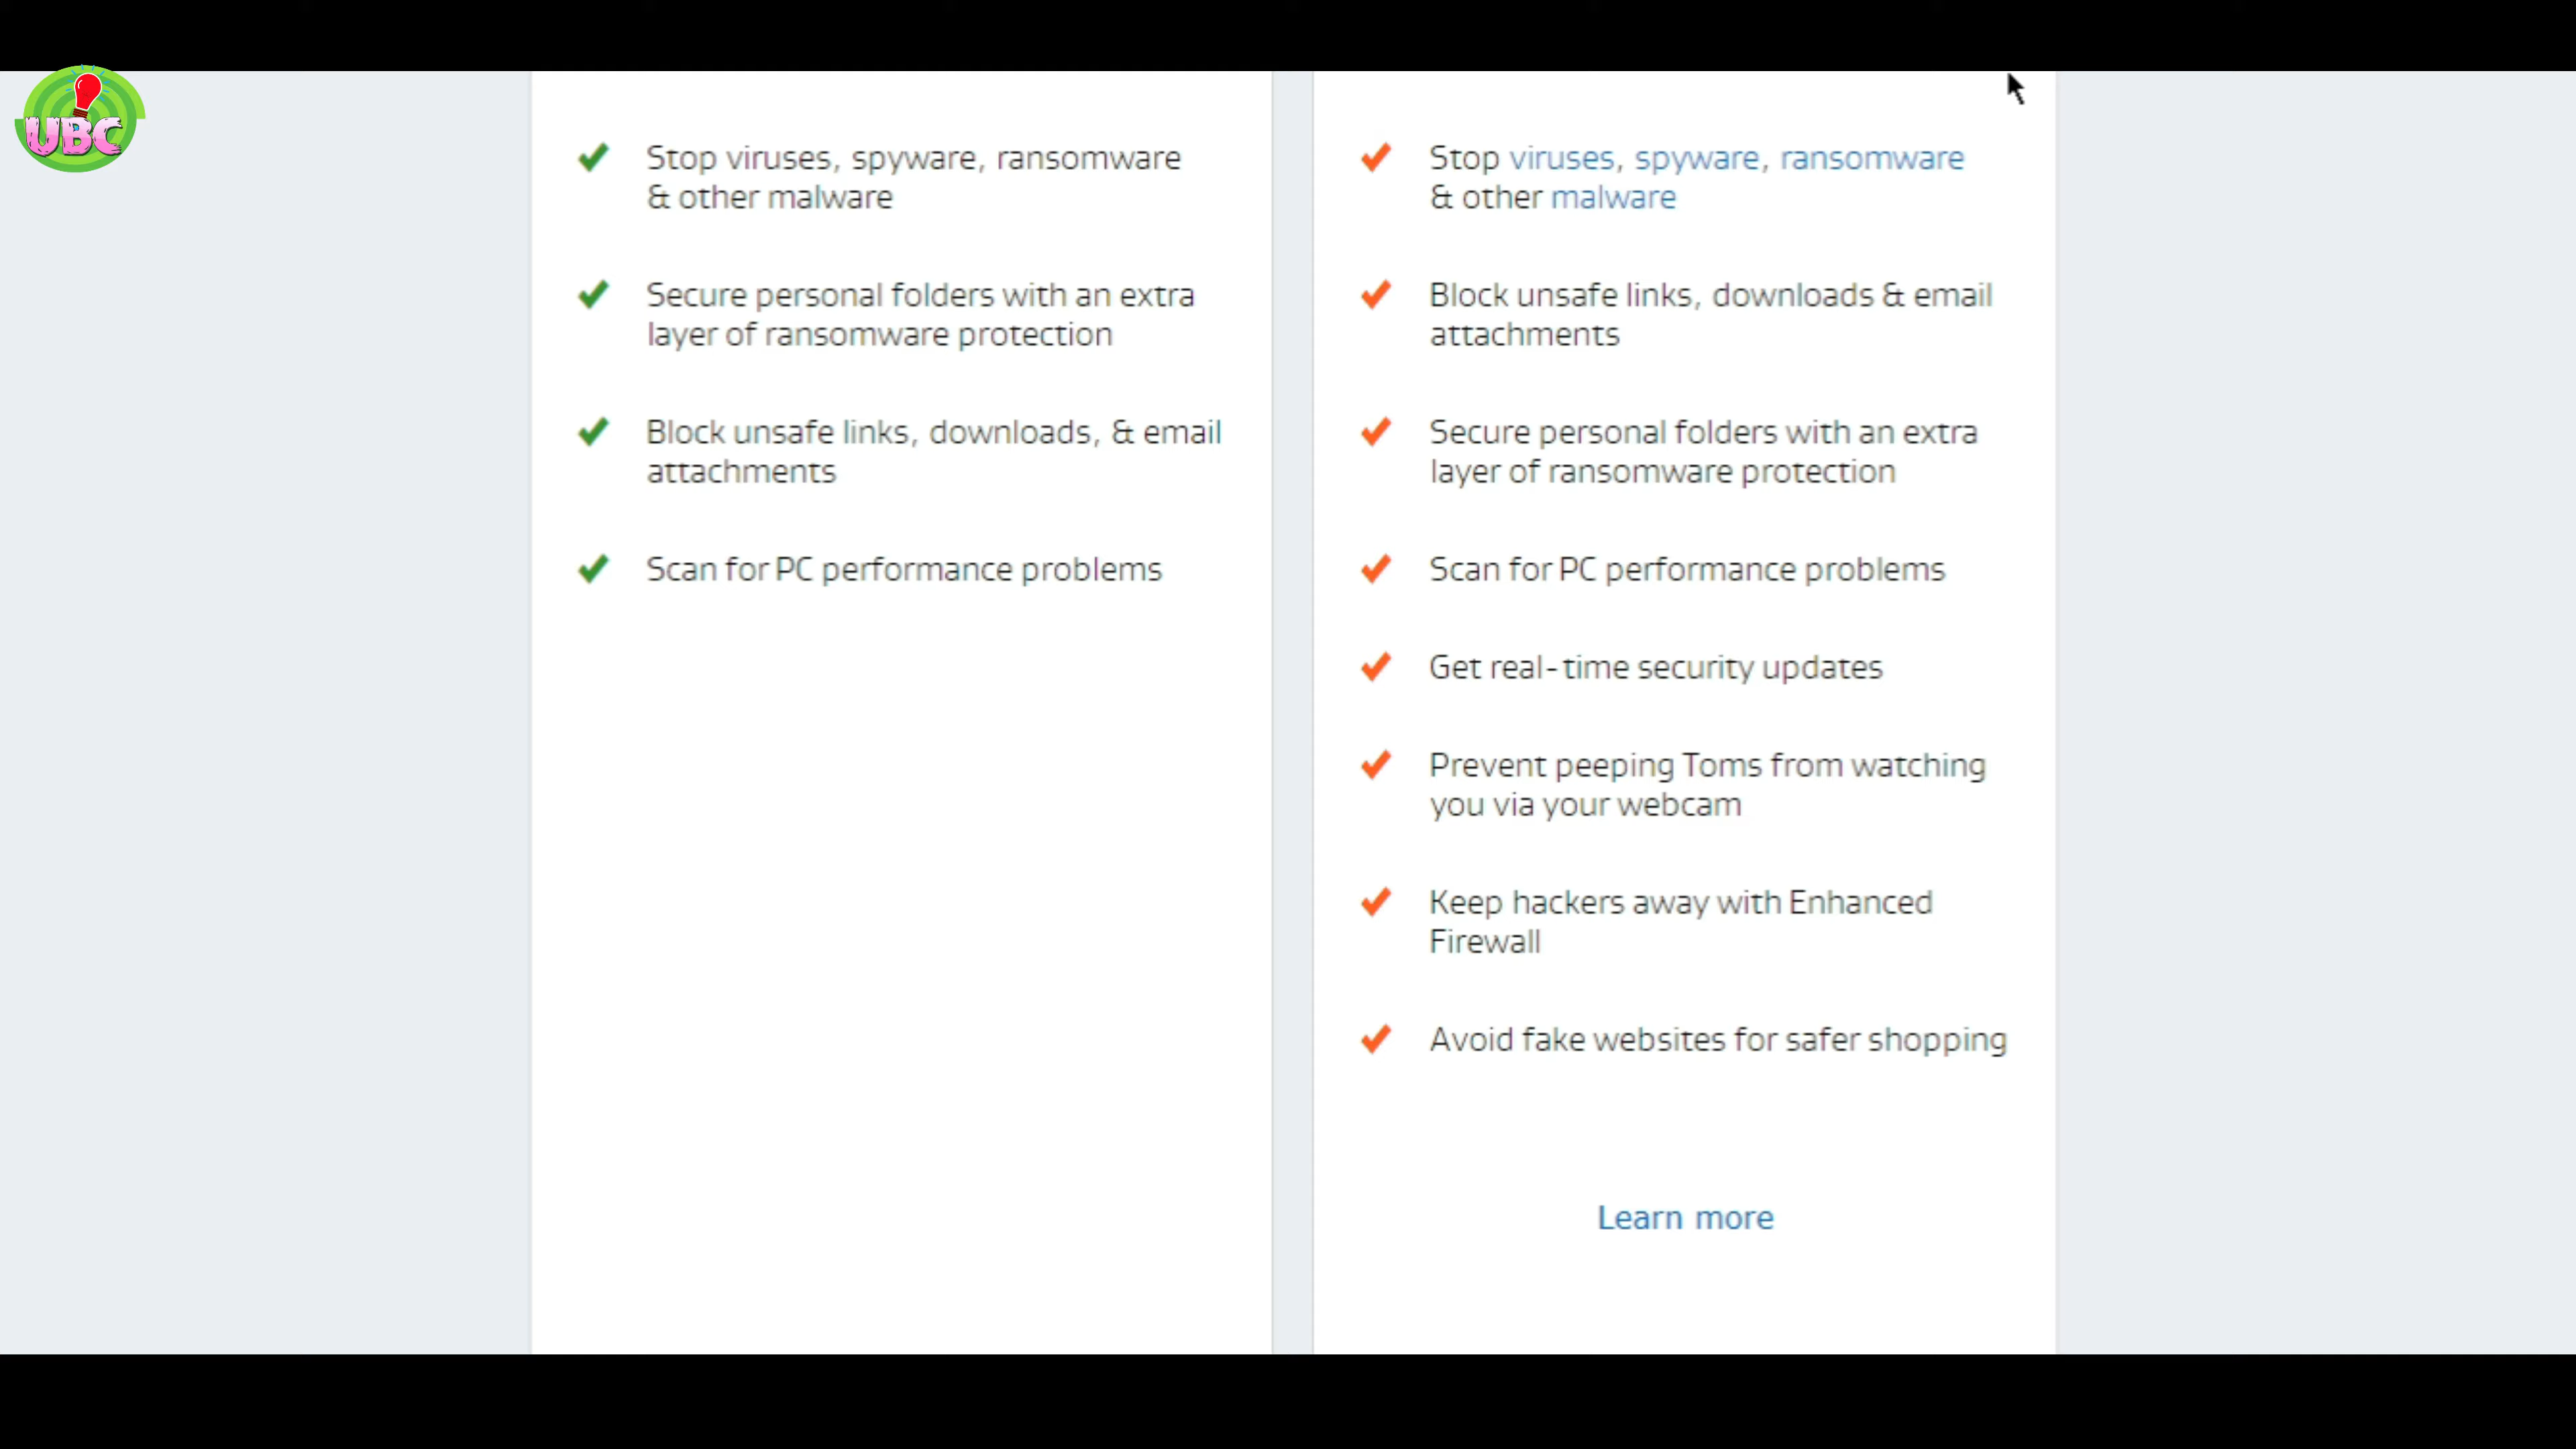 UBC
Stop viruses, spyware, ransomware
& other malware
Secure personal folders with an extra
layer of ransomware protection
Block unsafe links, downloads, & email
attachments
Scan for PC performance problems
Stop viruses, spyware, ransomware
& other malware
Block unsafe links, downloads & email
attachments
Secure personal folders with an extra
layer of ransomware protection
Scan for PC performance problems
Get real-time security updates
Prevent peeping Toms from watching
you via your webcam
Keep hackers away with Enhanced
Firewall
Avoid fake websites for safer shopping
Learn more